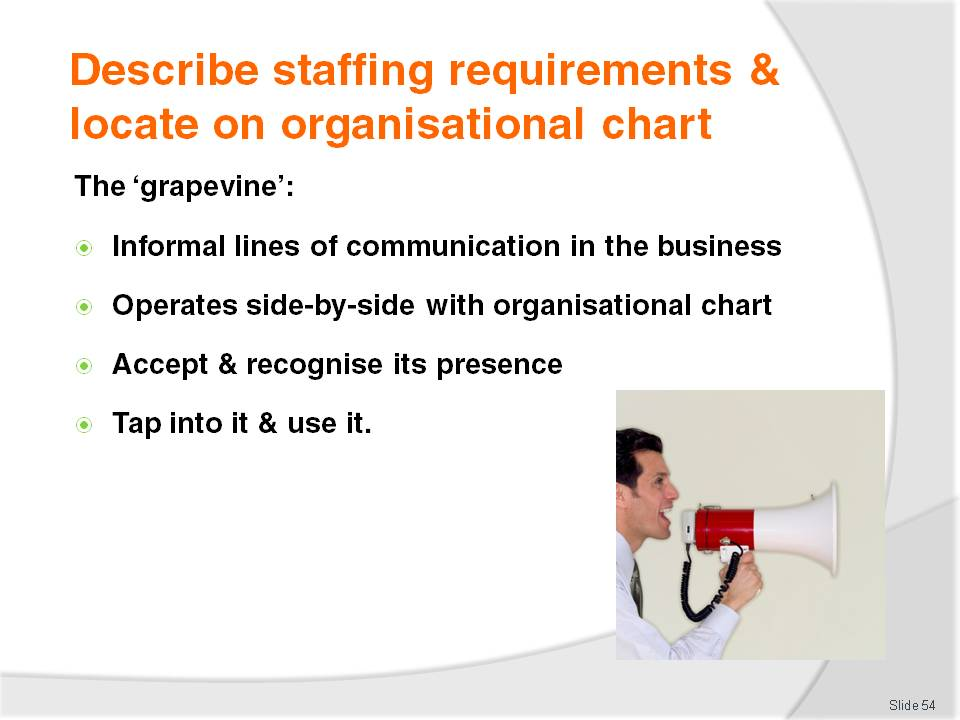 Describe staffing requirements &
locate on organisational chart
The ‘grapevine’:
Informal lines of communication in the business
Operates side-by-side with organisational chart
Accept & recognise its presence
Tap into it & use it.
Slide 54